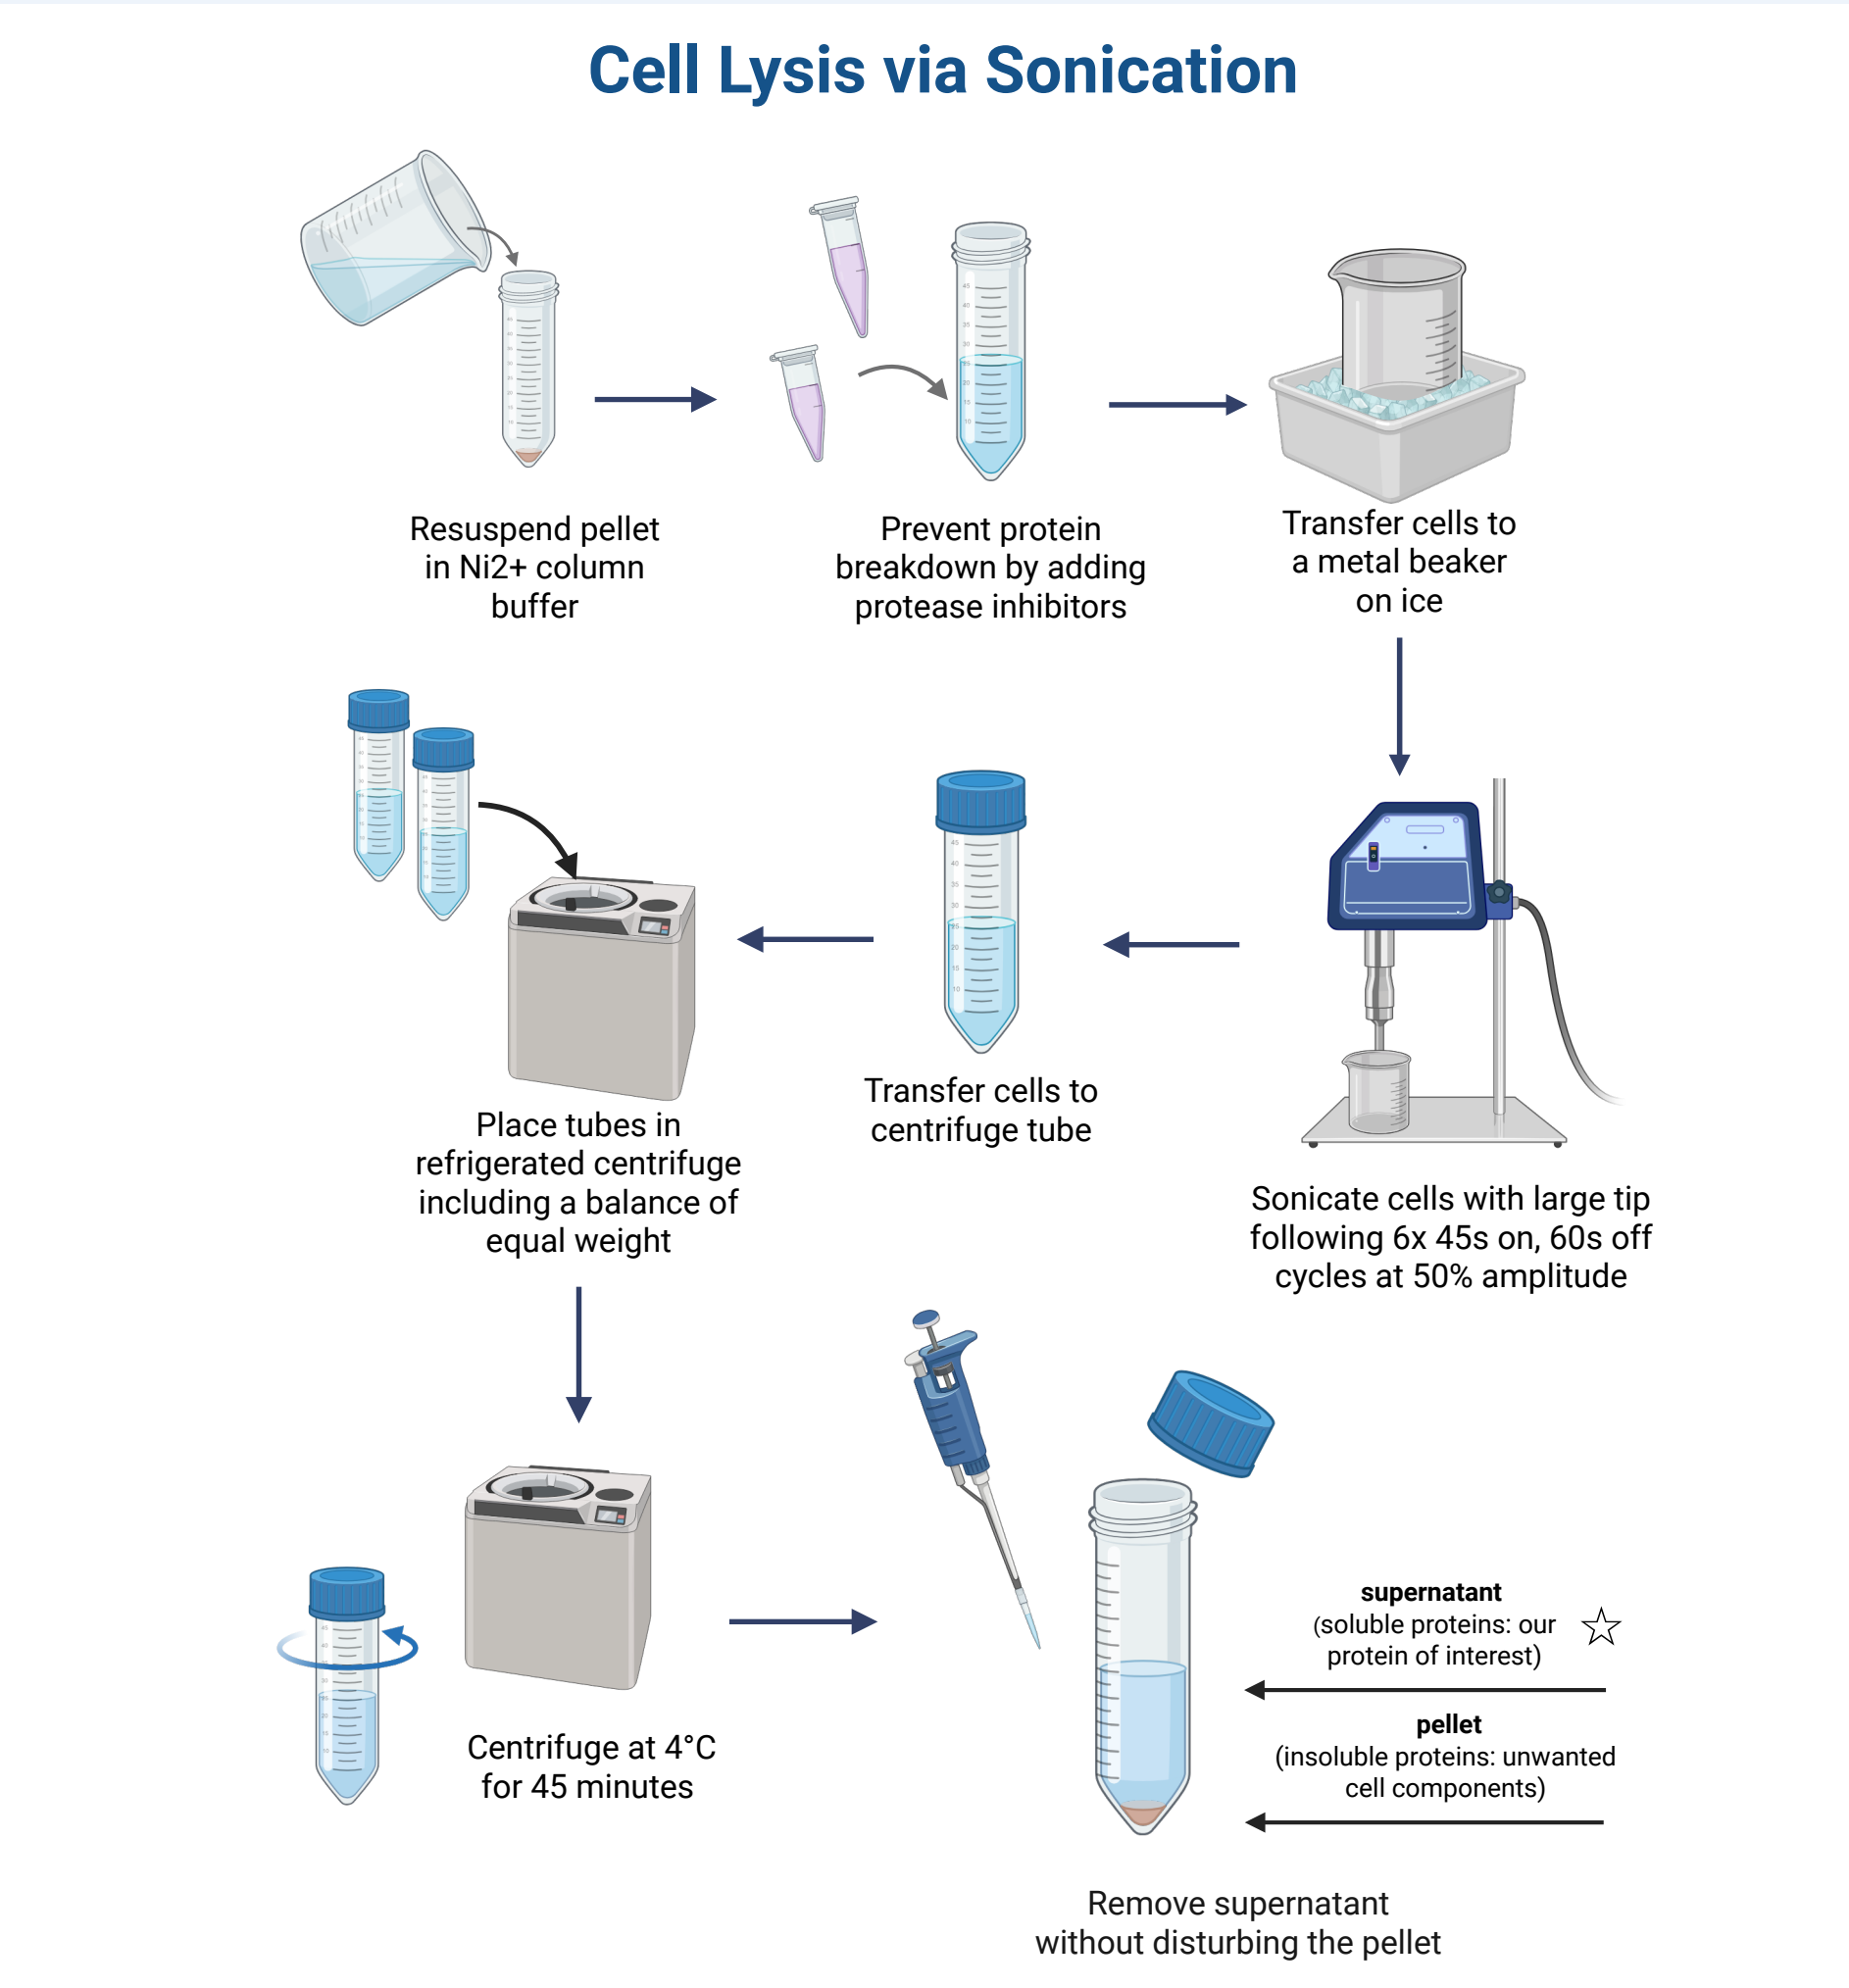 Cell Lysis via Sonication
Resuspend pellet
in Ni2+ column
buffer
Prevent protein
breakdown by adding
protease inhibitors
Transfer cells to
a metal beaker
on ice
Sonicate cells with large tip
following 6x 45s on, 60s off
cycles at 50% amplitude
Transfer cells to
centrifuge tube
Place tubes in
refrigerated centrifuge
including a balance of
equal weight
Centrifuge at 4°C
for 45 minutes
supernatant
(soluble proteins: our
protein of interest)
pellet
(insoluble proteins: unwanted
cell components)
Remove supernatant
without disturbing the pellet